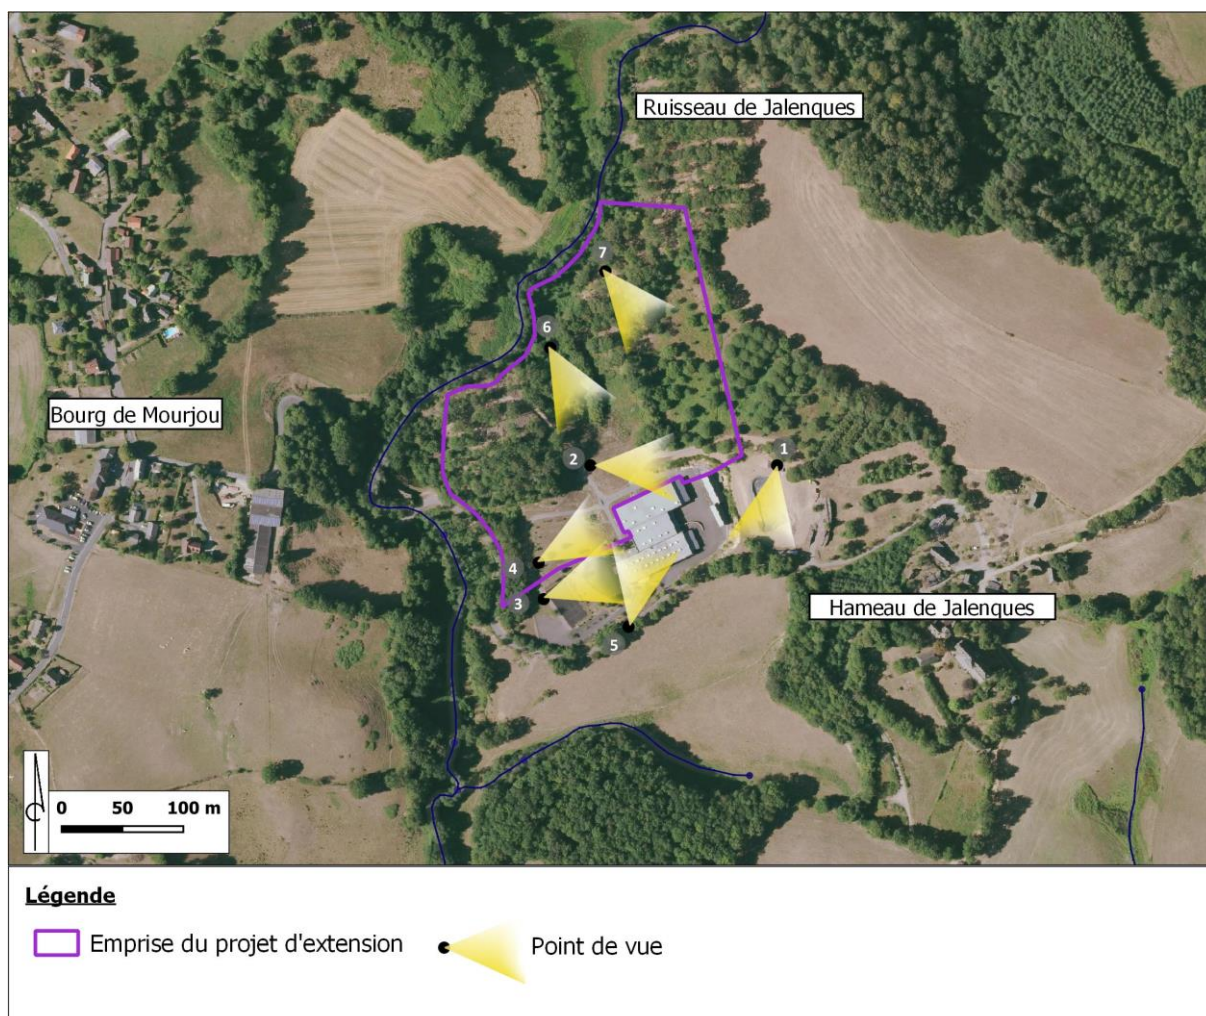 Ruisseau de Jalenques
7
6
Bourg de Mourjou
2
1
4
3
Hameau de Jalenques
5
0 50 100 m
Légende
Emprise du projet d'extension
Point de vue